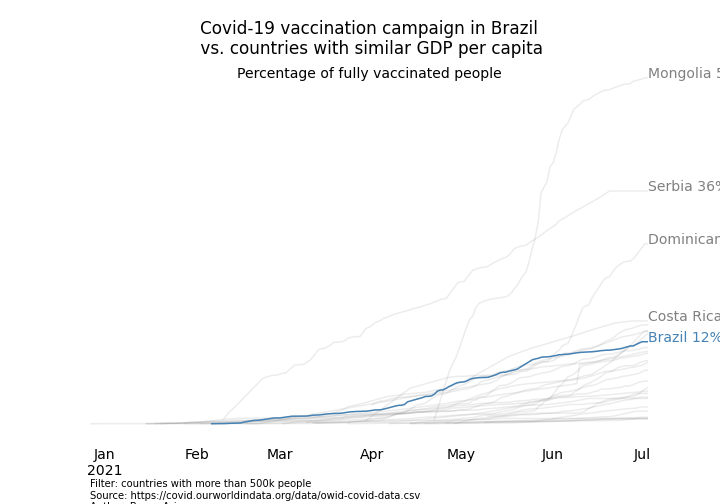 Covid-19 vaccination campaign in Brazil
vs. countries with similar GDP per capita
Percentage of fully vaccinated people
Mongolia
Serbia 36%
Dominican
Costa Rica
Brazil 12%
Jan Feb Mar Apr May Jun Jul
2021
Filter: countries with more than 500k people
Source: https://covid.ourworldindata.org/data/owid-covid-data.csv